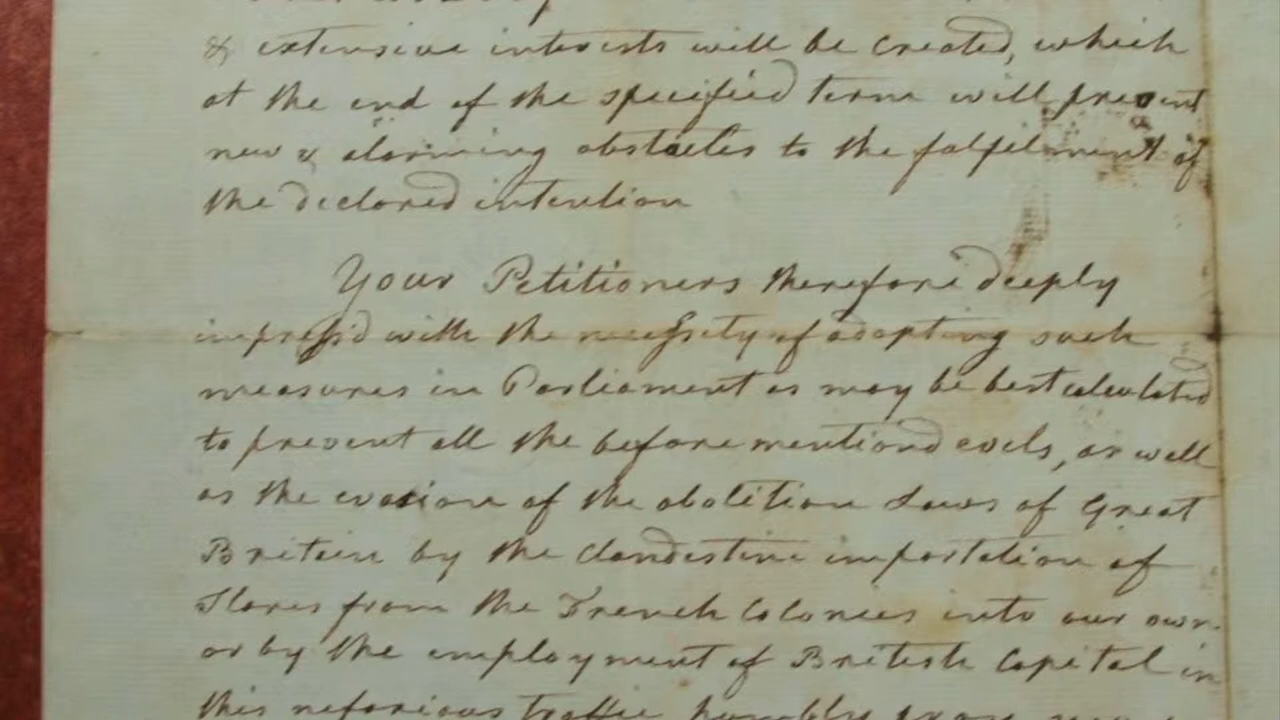 & extensive interests will be created, which
at the end of the specified term will present
new & alarming obstacles to the fulfilment of
the declared intention
Your Petitioners therefore deeply
impress'd with the necessity of adopting such
measures in Parliament as may be best calculated
to prevent all the before mentiond evils, as well
as the evasion of the abolition Laws of Great
Britain by the clandestine importation of
Slaves from the French Colonies into our own
or by the employment of British Capital in
this nefarious traffic humbly pray